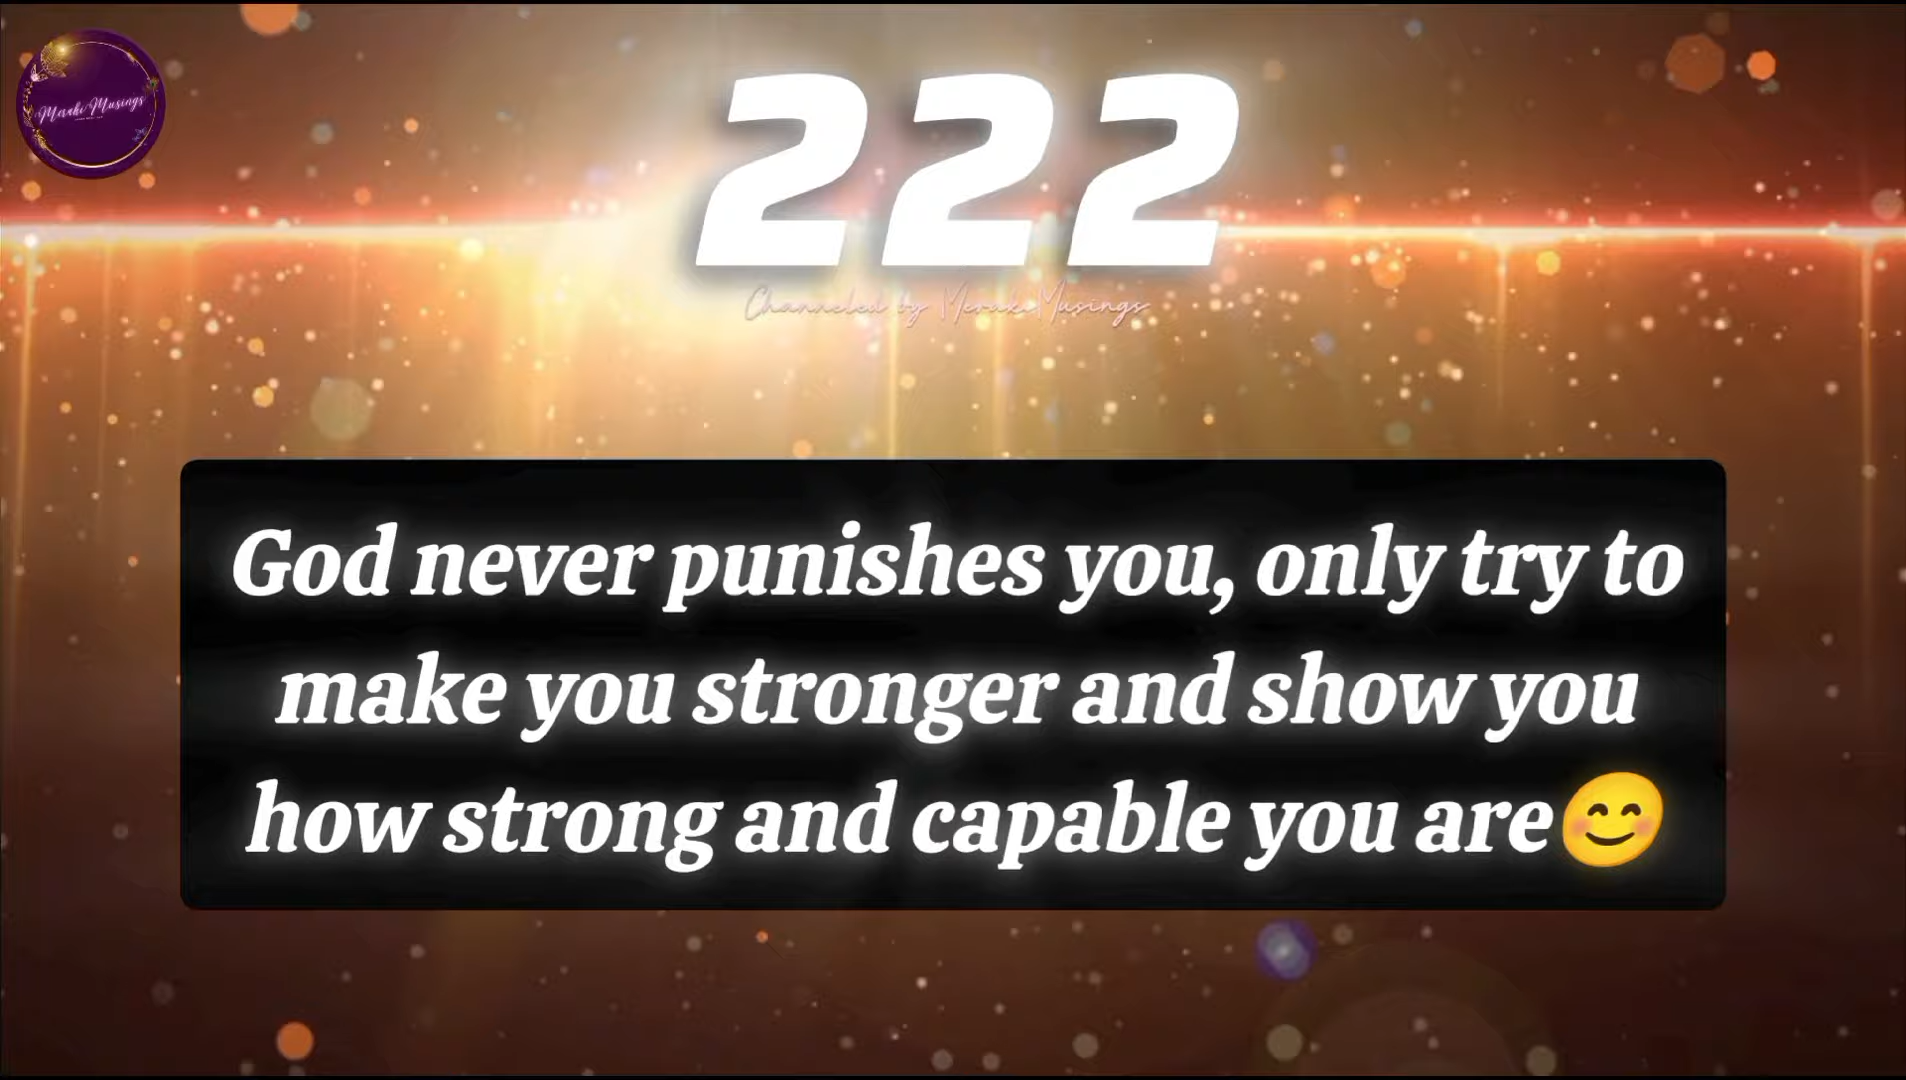 Meraki Musings
222
Channeled by MerakiMusings
God never punishes you, only try to
make you stronger and show you
how strong and capable you are😊